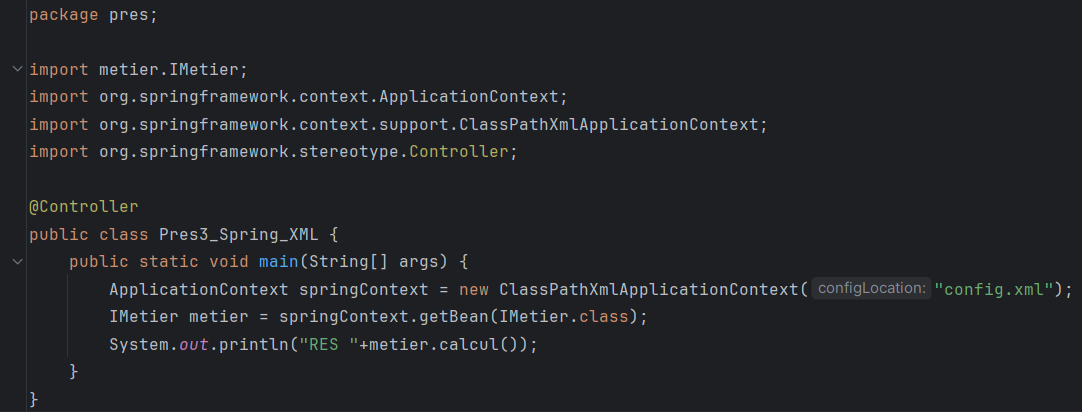 package pres;
import metier.IMetier;
import org.springframework.context.ApplicationContext;
import org.springframework.context.support.ClassPathXmlApplicationContext;
import org.springframework.stereotype.Controller;
@Controller
public class Pres3_Spring_XML {
    public static void main(String[] args) {
        ApplicationContext springContext = new ClassPathXmlApplicationContext( configLocation: "config.xml");
        IMetier metier = springContext.getBean(IMetier.class);
        System.out.println("RES "+metier.calcul());
    }
}